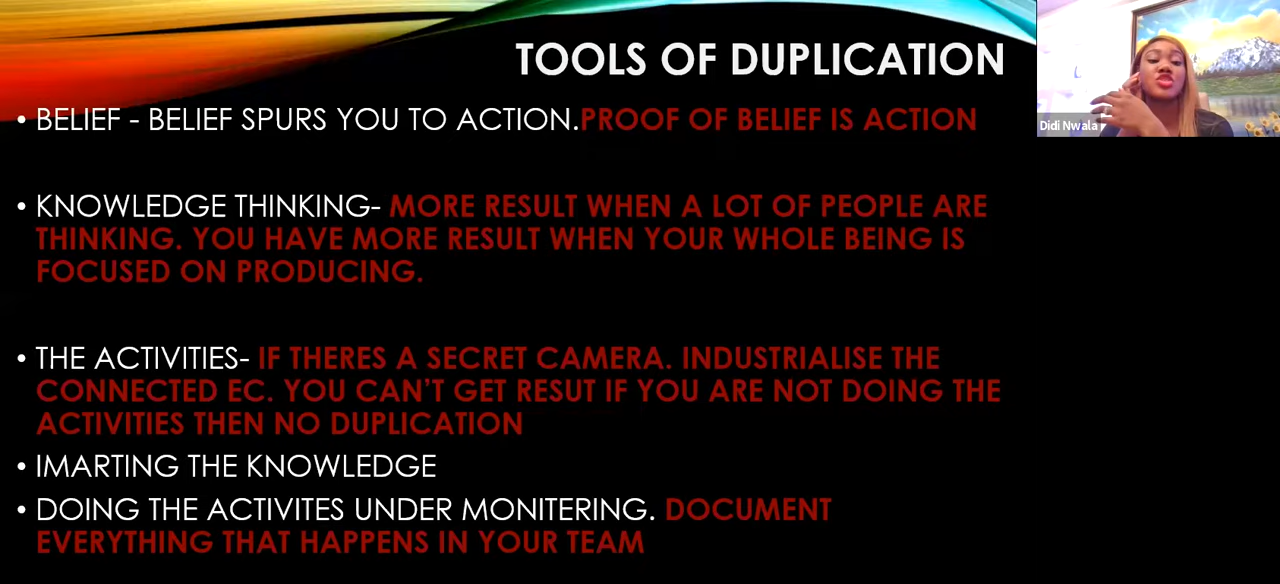 TOOLS OF DUPLICATION
• BELIEF - BELIEF SPURS YOU TO ACTION.PROOF OF BELIEF IS ACTION
• KNOWLEDGE THINKING- MORE RESULT WHEN A LOT OF PEOPLE ARE
THINKING. YOU HAVE MORE RESULT WHEN YOUR WHOLE BEING IS
FOCUSED ON PRODUCING.
• THE ACTIVITIES- IF THERES A SECRET CAMERA. INDUSTRIALISE THE
CONNECTED EC. YOU CAN'T GET RESUT IF YOU ARE NOT DOING THE
ACTIVITIES THEN NO DUPLICATION
• IMARTING THE KNOWLEDGE
• DOING THE ACTIVITES UNDER MONITERING. DOCUMENT
EVERYTHING THAT HAPPENS IN YOUR TEAM
Didi Nwala